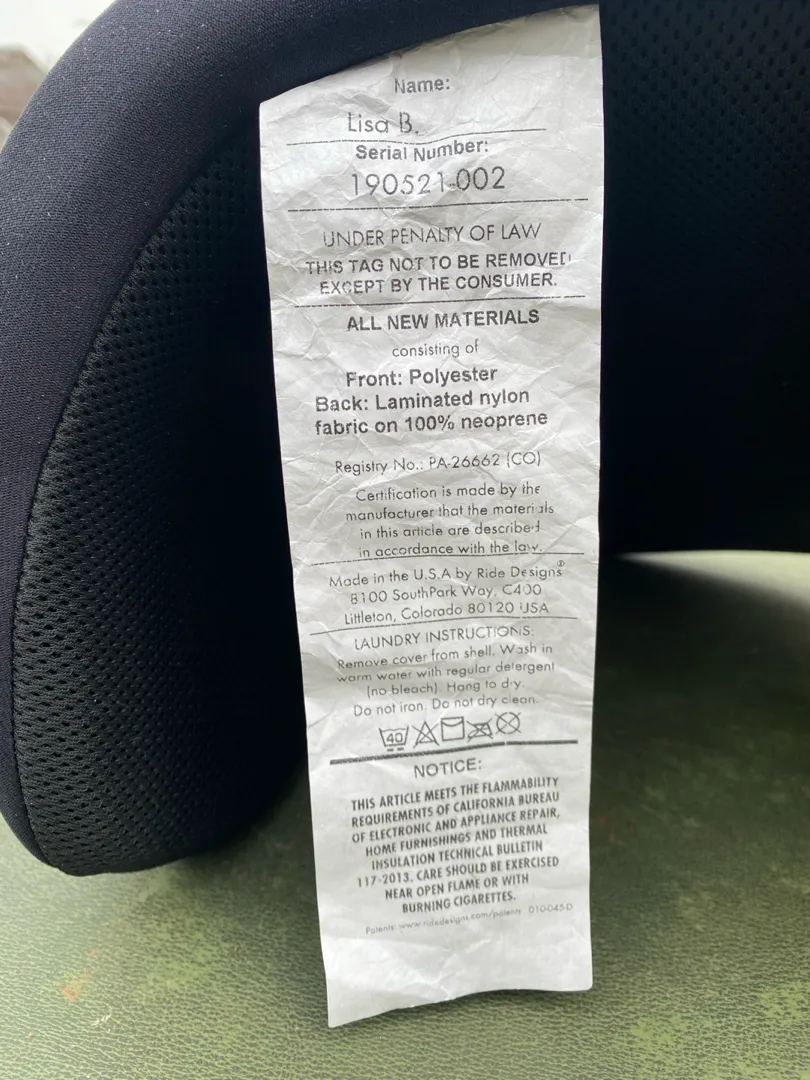 Name:
Lisa B.
Serial Number:
190521-002
UNDER PENALTY OF LAW
THIS TAG NOT TO BE REMOVED
EXCEPT BY THE CONSUMER.
ALL NEW MATERIALS
consisting of
Front: Polyester
Back: Laminated nylon
fabric on 100% neoprene
Registry No.: PA-26662 (CO)
Certification is made by the
manufacturer that the materials
in this article are described
in accordance with the law.
Made in the U.S.A by Ride Designs®
8100 SouthPark Way, C400
Littleton, Colorado 80120 USA
LAUNDRY INSTRUCTIONS:
Remove cover from shell. Wash in
warm water with regular detergent
(no bleach). Hang to dry.
Do not iron. Do not dry clean.
40
NOTICE:
THIS ARTICLE MEETS THE FLAMMABILITY
REQUIREMENTS OF CALIFORNIA BUREAU
OF ELECTRONIC AND APPLIANCE REPAIR,
HOME FURNISHINGS AND THERMAL
INSULATION TECHNICAL BULLETIN
117-2013. CARE SHOULD BE EXERCISED
NEAR OPEN FLAME OR WITH
BURNING CIGARETTES.
Patents: www.ridedesigns.com/patents 010-045-D